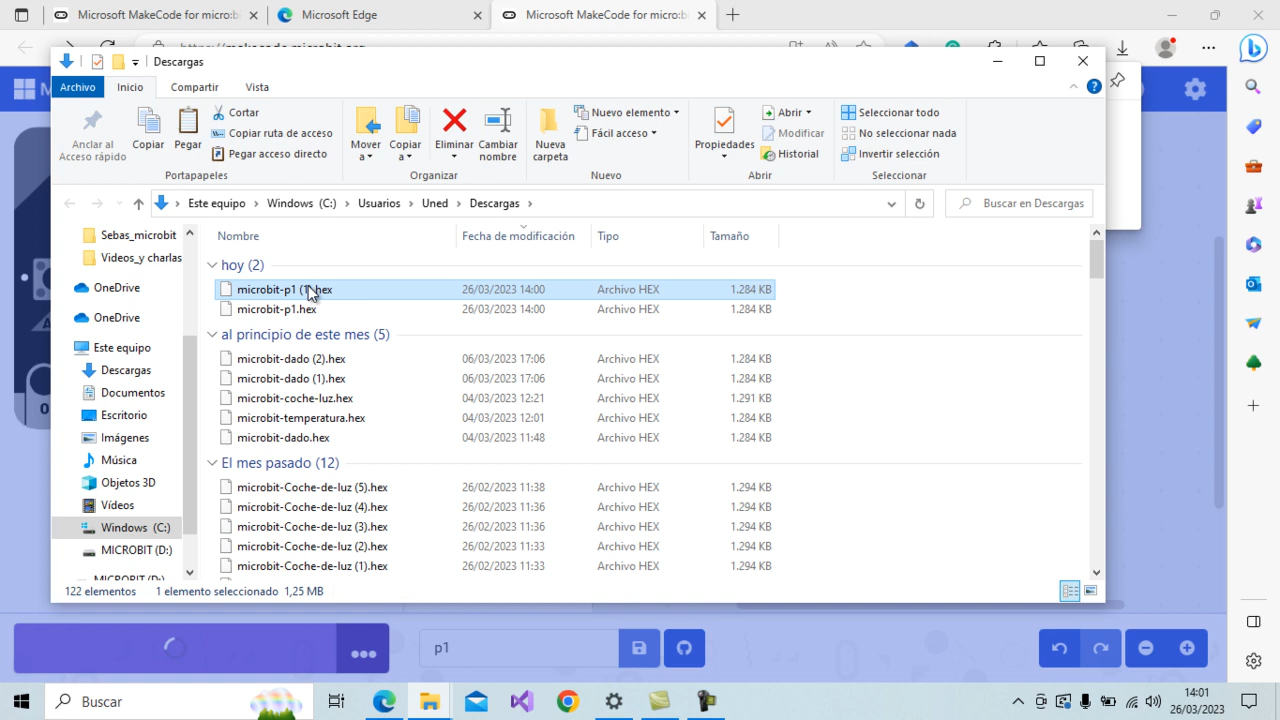 Microsoft MakeCode for micro:b
Microsoft Edge
Microsoft MakeCode for micro:b
Descargas
Archivo
Inicio
Compartir
Vista
Anclar al
Acceso rápido
Copiar
Pegar
Cortar
Copiar ruta de acceso
Pegar acceso directo
Portapapeles
Mover
a
Copiar
a
Eliminar
Cambiar
nombre
Organizar
Nueva
carpeta
Nuevo elemento
Fácil acceso
Nuevo
Propiedades
Abrir
Modificar
Historial
Abrir
Seleccionar todo
No seleccionar nada
Invertir selección
Seleccionar
Este equipo > Windows (C:) > Usuarios > Uned > Descargas >
Buscar en Descargas
Nombre Fecha de modificación Tipo Tamaño
Sebas_microbit
Videos_y charlas
OneDrive
OneDrive
Este equipo
Descargas
Documentos
Escritorio
Imágenes
Música
Objetos 3D
Vídeos
Windows (C:)
MICROBIT (D:)
MICROBIT (D:)
hoy (2)
microbit-p1 (1).hex 26/03/2023 14:00 Archivo HEX 1.284 KB
microbit-p1.hex 26/03/2023 14:00 Archivo HEX 1.284 KB
al principio de este mes (5)
microbit-dado (2).hex 06/03/2023 17:06 Archivo HEX 1.284 KB
microbit-dado (1).hex 06/03/2023 17:06 Archivo HEX 1.284 KB
microbit-coche-luz.hex 04/03/2023 12:21 Archivo HEX 1.291 KB
microbit-temperatura.hex 04/03/2023 12:01 Archivo HEX 1.284 KB
microbit-dado.hex 04/03/2023 11:48 Archivo HEX 1.284 KB
El mes pasado (12)
microbit-Coche-de-luz (5).hex 26/02/2023 11:38 Archivo HEX 1.294 KB
microbit-Coche-de-luz (4).hex 26/02/2023 11:36 Archivo HEX 1.294 KB
microbit-Coche-de-luz (3).hex 26/02/2023 11:36 Archivo HEX 1.294 KB
microbit-Coche-de-luz (2).hex 26/02/2023 11:33 Archivo HEX 1.294 KB
microbit-Coche-de-luz (1).hex 26/02/2023 11:33 Archivo HEX 1.294 KB
122 elementos 1 elemento seleccionado 1,25 MB
p1
Buscar
14:01
26/03/2023